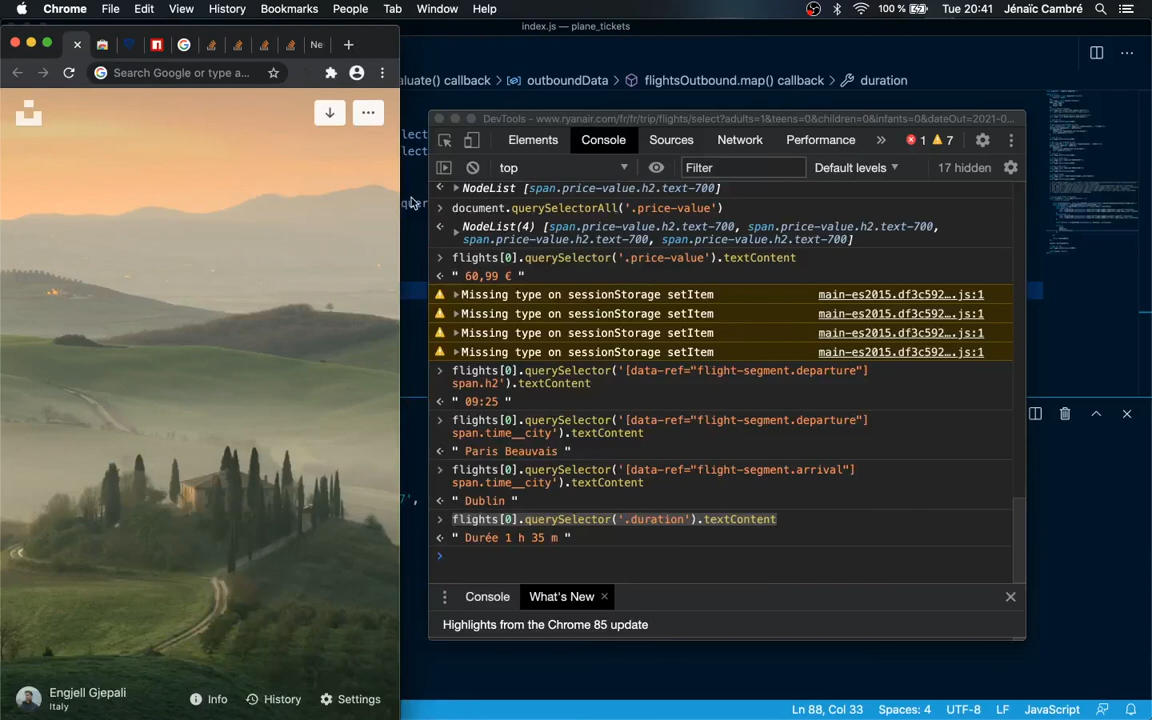 Chrome File Edit View History Bookmarks People Tab Window Help 100 % Tue 20:41 Jénaïc Cambré
index.js — plane_tickets
Ne
Search Google or type a...
aluate() callback › outboundData › flightsOutbound.map() callback › duration
DevTools - www.ryanair.com/fr/fr/trip/flights/select?adults=1&teens=0&children=0&infants=0&dateOut=2021-0...
Elements Console Sources Network Performance » 1 7
top Filter Default levels 17 hidden
lect
lect
quer
7',
NodeList [span.price-value.h2.text-700]
document.querySelectorAll('.price-value')
NodeList(4) [span.price-value.h2.text-700, span.price-value.h2.text-700,
span.price-value.h2.text-700, span.price-value.h2.text-700]
flights[0].querySelector('.price-value').textContent
" 60,99 € "
Missing type on sessionStorage setItem main-es2015.df3c592….js:1
Missing type on sessionStorage setItem main-es2015.df3c592….js:1
Missing type on sessionStorage setItem main-es2015.df3c592….js:1
Missing type on sessionStorage setItem main-es2015.df3c592….js:1
flights[0].querySelector('[data-ref="flight-segment.departure"]
span.h2').textContent
" 09:25 "
flights[0].querySelector('[data-ref="flight-segment.departure"]
span.time__city').textContent
" Paris Beauvais "
flights[0].querySelector('[data-ref="flight-segment.arrival"]
span.time__city').textContent
" Dublin "
flights[0].querySelector('.duration').textContent
" Durée 1 h 35 m "
Console What's New
Highlights from the Chrome 85 update
Engjell Gjepali
Italy
Info History Settings
Ln 88, Col 33 Spaces: 4 UTF-8 LF JavaScript